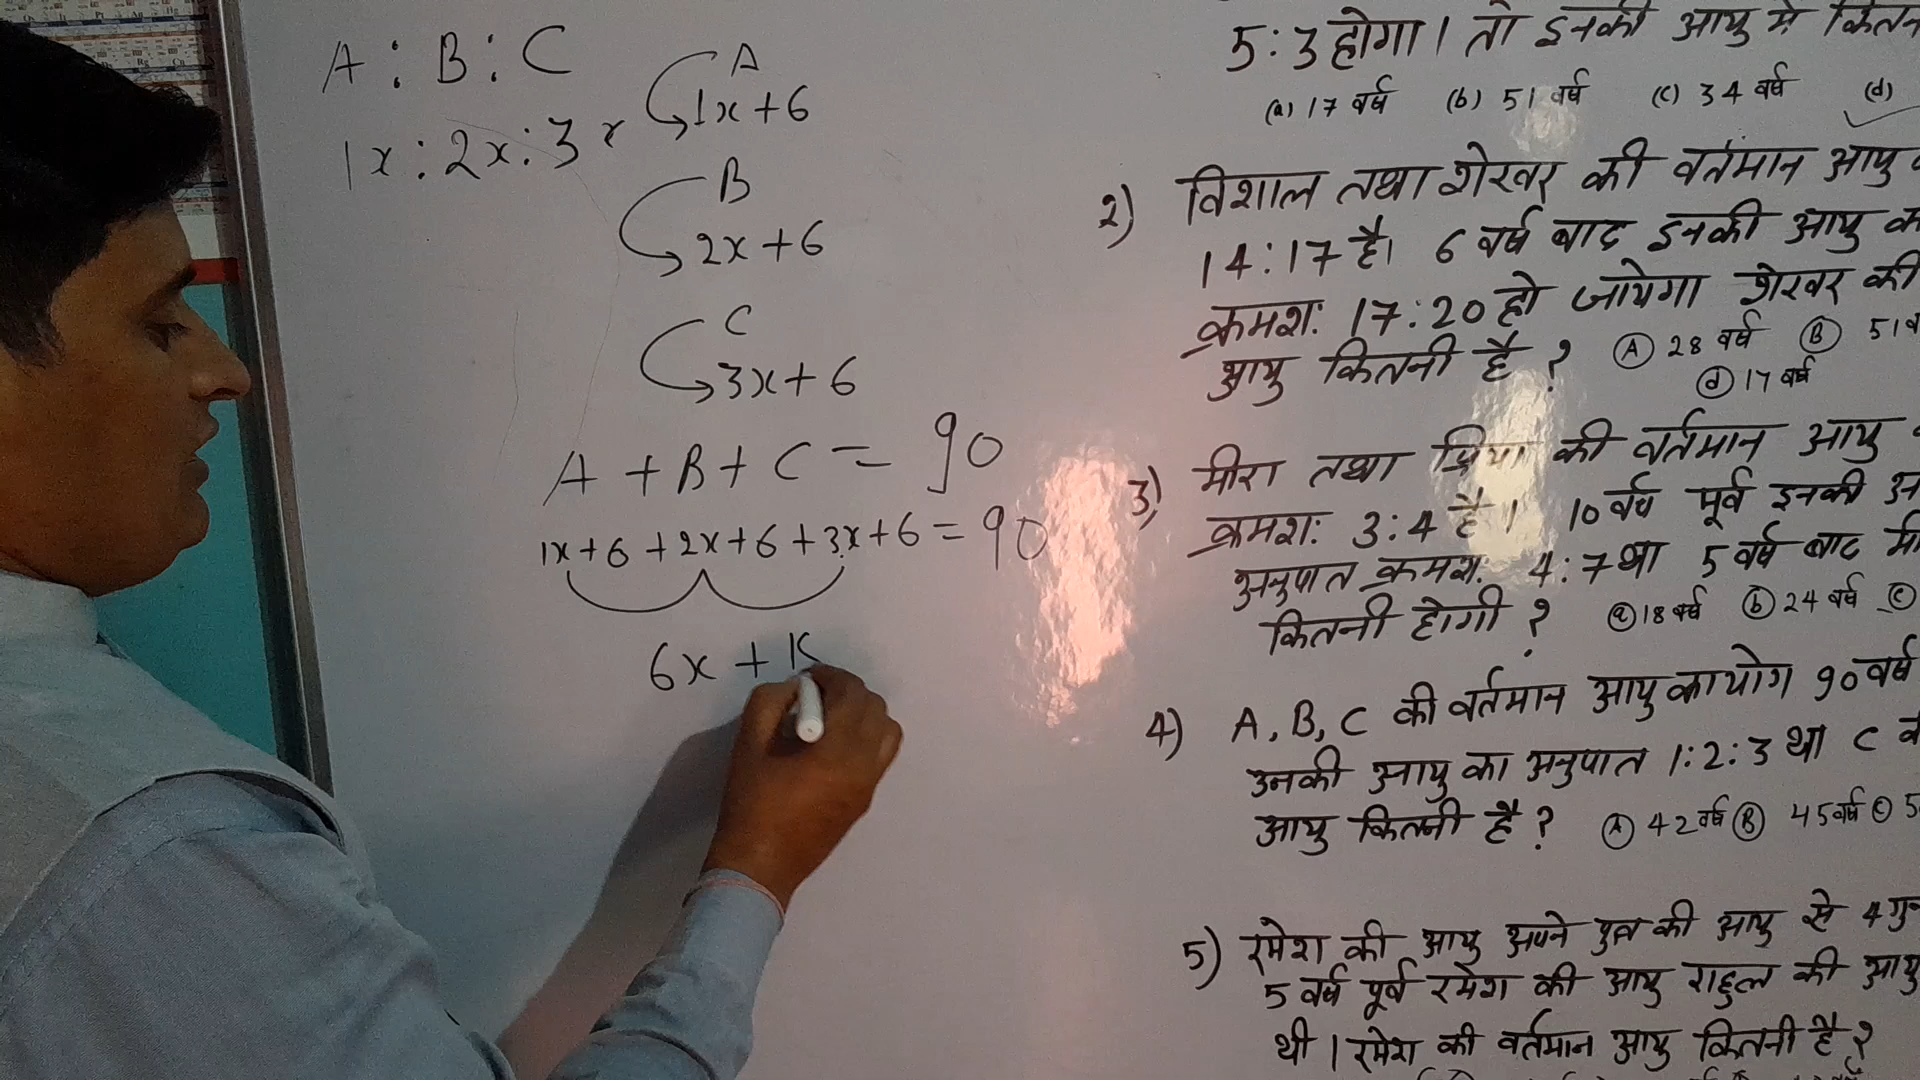 A : B : C
1x : 2x : 3x
A
1x+6
B
2x+6
C
3x+6
A + B + C = 90
1x+6 +2x+6 +3x+6 = 90
6x + 1
5:3 होगा। तो इनकी आयु मे
(a) 17 वर्ष (b) 51 वर्ष (c) 34 वर्ष (d)
2) विशाल तथा शेखर की वर्तमान आयु
14:17 है। 6 वर्ष बाद इनकी आयु
क्रमश: 17:20 हो जायेगा शेखर की
आयु कितनी है ? (A) 28 वर्ष (B) 51
(d) 17 वर्ष
3) मीरा तथा प्रिया की वर्तमान आयु
क्रमश: 3:4 है। 10 वर्ष पूर्व इनकी
अनुपात क्रमश: 4:7 था 5 वर्ष बाद
कितनी होगी ? (a) 18 वर्ष (b) 24 वर्ष (c)
4) A, B, C की वर्तमान आयु का योग 90 वर्ष
उनकी आयु का अनुपात 1:2:3 था C
आयु कितनी है ? (A) 42 वर्ष (B) 45 वर्ष (C) 5
5) रमेश की आयु अपने पुत्र की आयु से 4
5 वर्ष पूर्व रमेश की आयु राहुल की आयु
थी। रमेश की वर्तमान आयु कितनी है ?